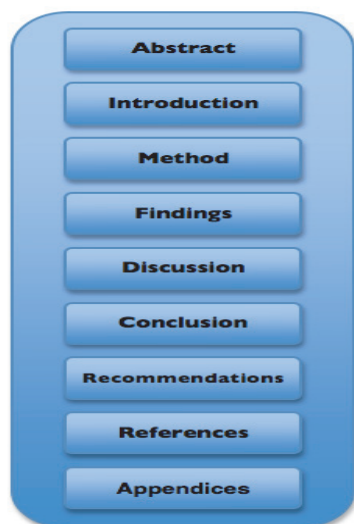 Abstract
Introduction
Method
Findings
Discussion
Conclusion
Recommendations
References
Appendices